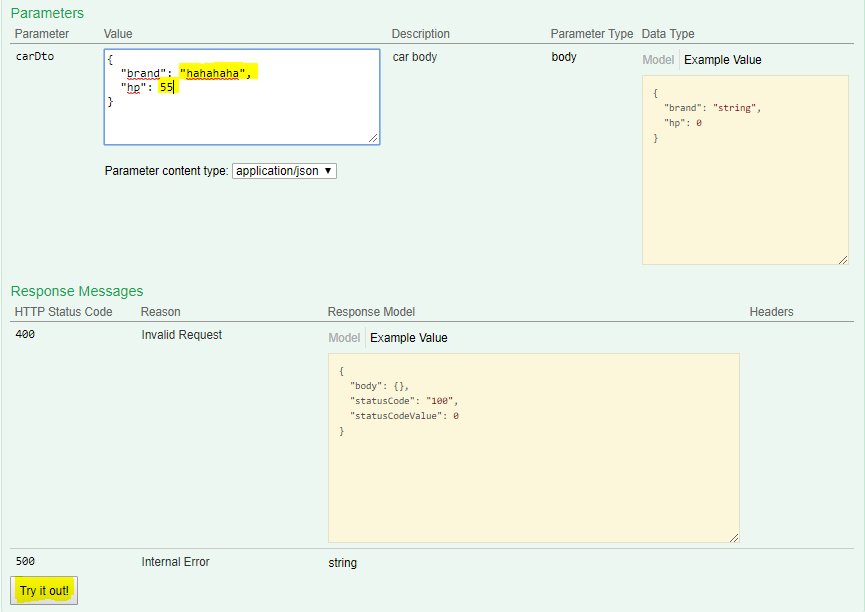 Parameters
Parameter Value Description Parameter Type Data Type
carDto
{
"brand": "hahahaha",
"hp": 55
}
car body
body
Model Example Value
{
"brand": "string",
"hp": 0
}
Parameter content type: application/json ▼
Response Messages
HTTP Status Code Reason Response Model Headers
400 Invalid Request
Model Example Value
{
"body": {},
"statusCode": "100",
"statusCodeValue": 0
}
500 Internal Error string
Try it out!